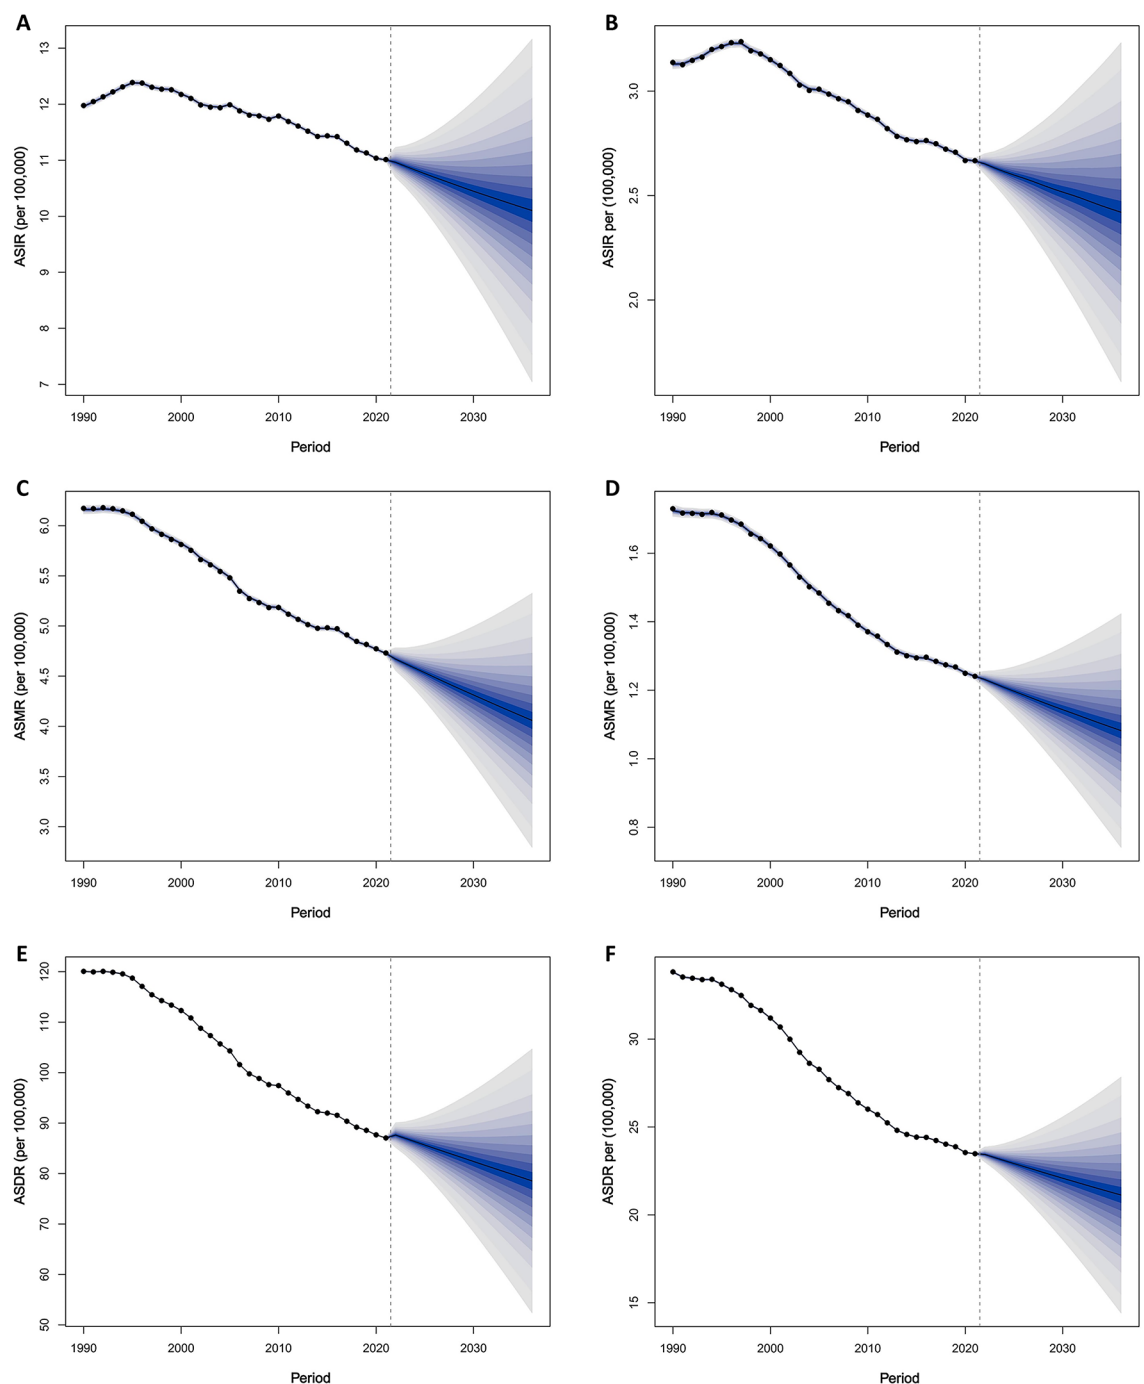 A
ASIR (per 100,000)
13
12
11
10
9
8
7
1990 2000 2010 2020 2030
Period
B
ASIR per (100,000)
3.0
2.5
2.0
1990 2000 2010 2020 2030
Period
C
ASMR (per 100,000)
6.0
5.5
5.0
4.5
4.0
3.5
3.0
1990 2000 2010 2020 2030
Period
D
ASMR (per 100,000)
1.6
1.4
1.2
1.0
0.8
1990 2000 2010 2020 2030
Period
E
ASDR (per 100,000)
120
110
100
90
80
70
60
50
1990 2000 2010 2020 2030
Period
F
ASDR per (100,000)
30
25
20
15
1990 2000 2010 2020 2030
Period